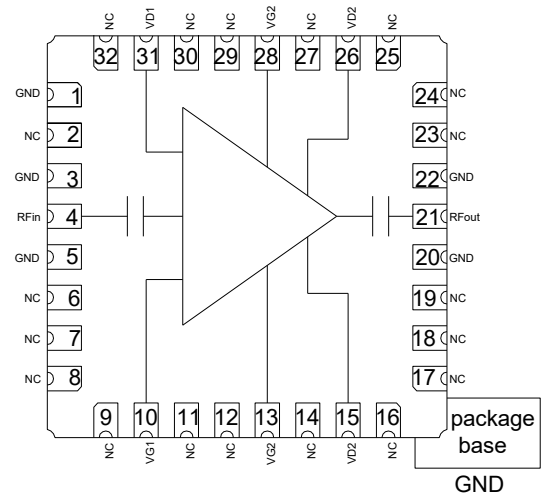 NC VD1 NC NC VG2 NC VD2 NC
32 31 30 29 28 27 26 25
GND 1 24 NC
NC 2 23 NC
GND 3 22 GND
RFin 4 21 RFout
GND 5 20 GND
NC 6 19 NC
NC 7 18 NC
NC 8 17 NC
9 10 11 12 13 14 15 16
NC VG1 NC NC VG2 NC VD2 NC
package
base
GND